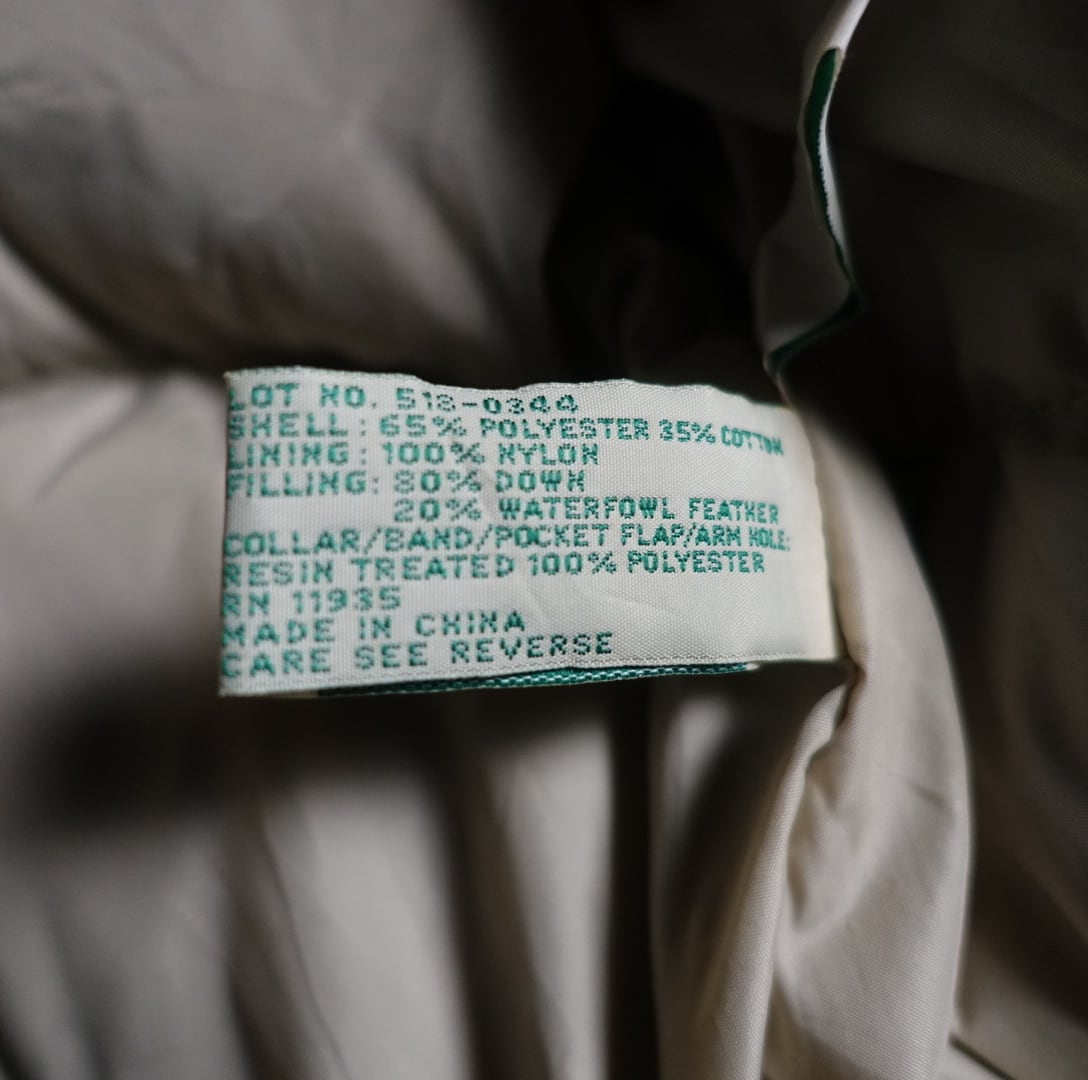 LOT NO. 518-0344
SHELL: 65% POLYESTER 35% COTTON
LINING: 100% NYLON
FILLING: 80% DOWN
20% WATERFOWL FEATHER
COLLAR/BAND/POCKET FLAP/ARM HOLE:
RESIN TREATED 100% POLYESTER
RN 11935
MADE IN CHINA
CARE SEE REVERSE